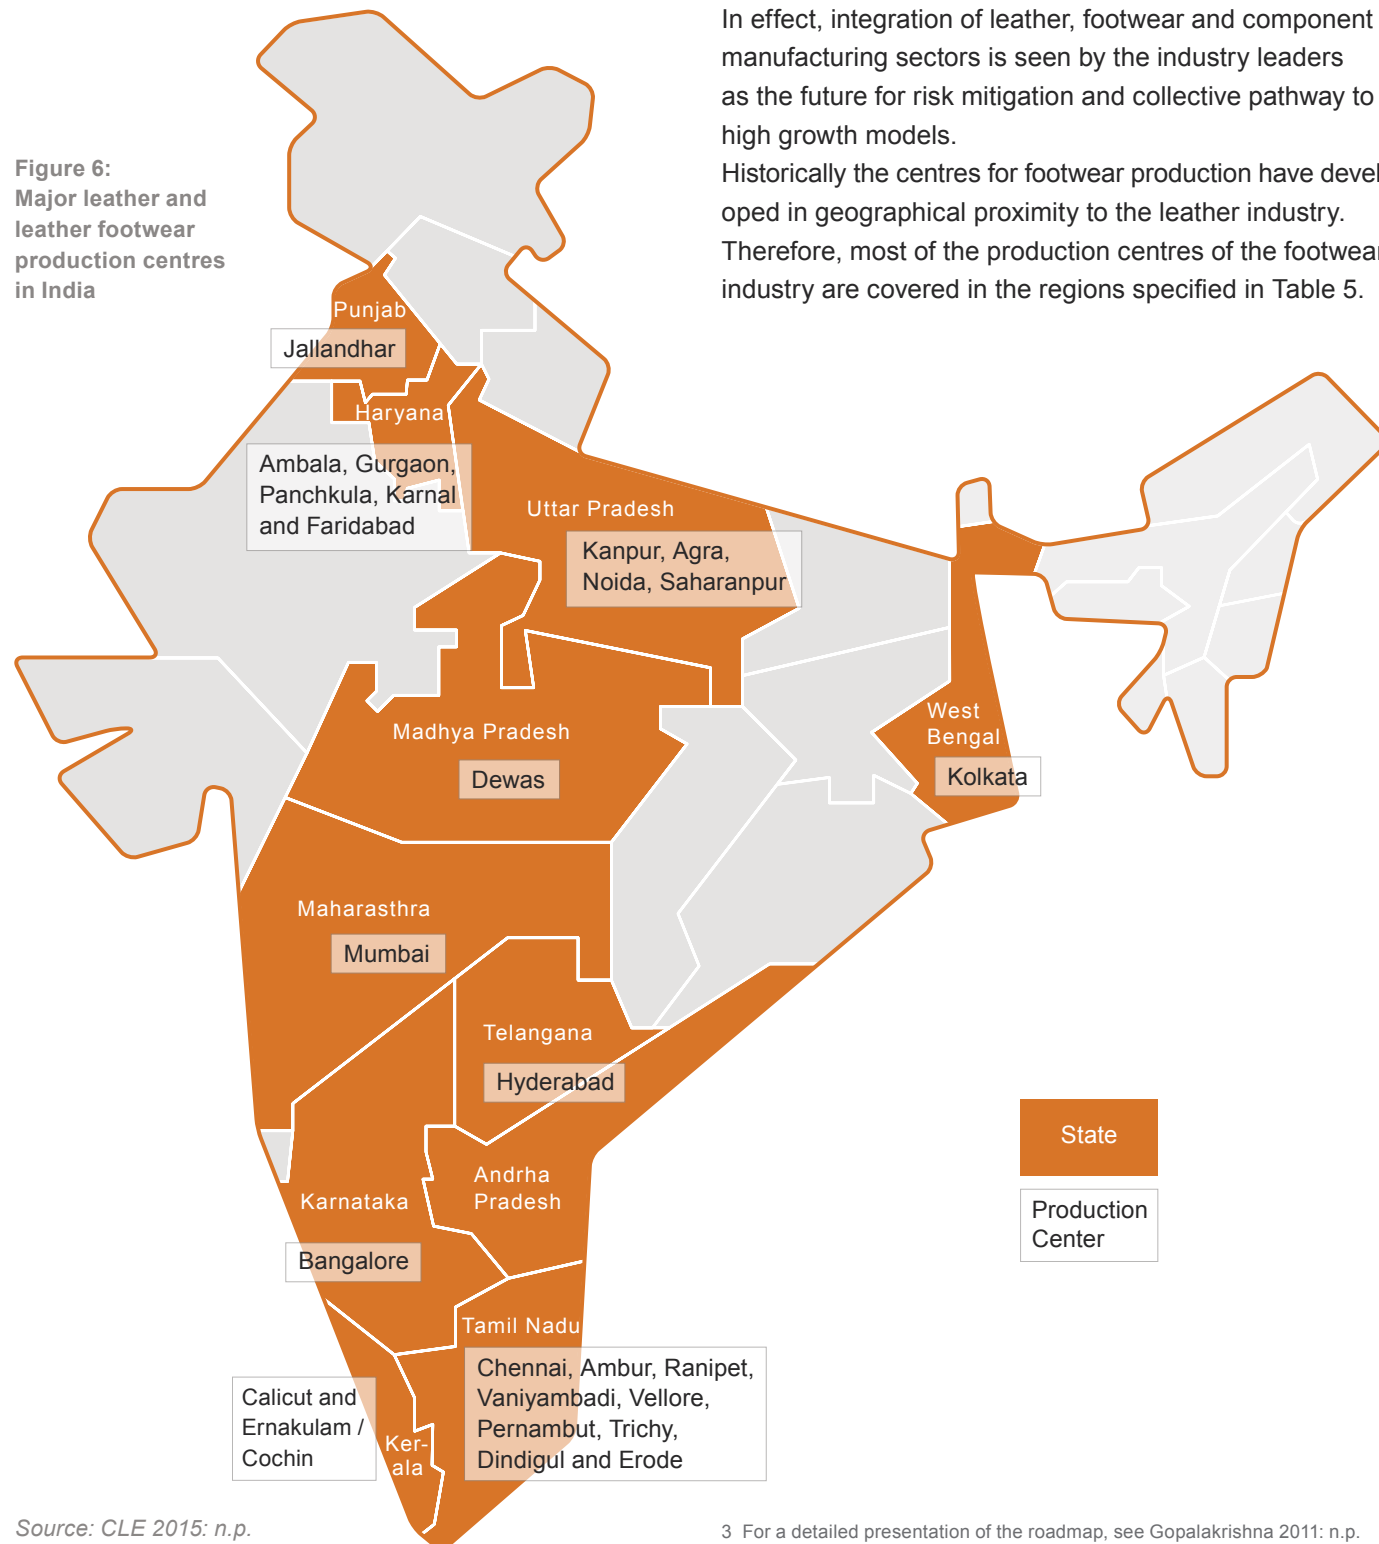 In effect, integration of leather, footwear and component
manufacturing sectors is seen by the industry leaders
as the future for risk mitigation and collective pathway to
high growth models.
Historically the centres for footwear production have devel
oped in geographical proximity to the leather industry.
Therefore, most of the production centres of the footwear
industry are covered in the regions specified in Table 5.
Figure 6:
Major leather and
leather footwear
production centres
in India
Punjab
Jallandhar
Haryana
Ambala, Gurgaon,
Panchkula, Karnal
and Faridabad
Uttar Pradesh
Kanpur, Agra,
Noida, Saharanpur
West
Bengal
Kolkata
Madhya Pradesh
Dewas
Maharasthra
Mumbai
Telangana
Hyderabad
Andrha
Pradesh
Karnataka
Bangalore
State
Production
Center
Tamil Nadu
Chennai, Ambur, Ranipet,
Vaniyambadi, Vellore,
Pernambut, Trichy,
Dindigul and Erode
Calicut and
Ernakulam /
Cochin
Ker-
ala
Source: CLE 2015: n.p.
3 For a detailed presentation of the roadmap, see Gopalakrishna 2011: n.p.